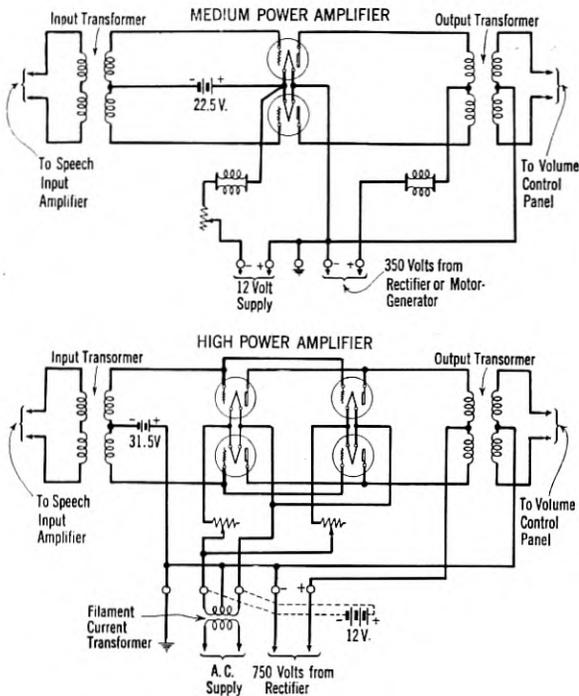 MEDIUM POWER AMPLIFIER
Input Transformer
Output Transformer
- +
22.5 V.
To Speech
Input
Amplifier
To Volume
Control
Panel
- +
- +
12 Volt
Supply
350 Volts from
Rectifier or Motor-
Generator
HIGH POWER AMPLIFIER
Input Transormer
Output Transormer
- +
31.5V
To Speech
Input
Amplifier
To Volume
Control
Panel
- +
Filament
Current
Transformer
- +
12 V.
A.C.
Supply
750 Volts from
Rectifier